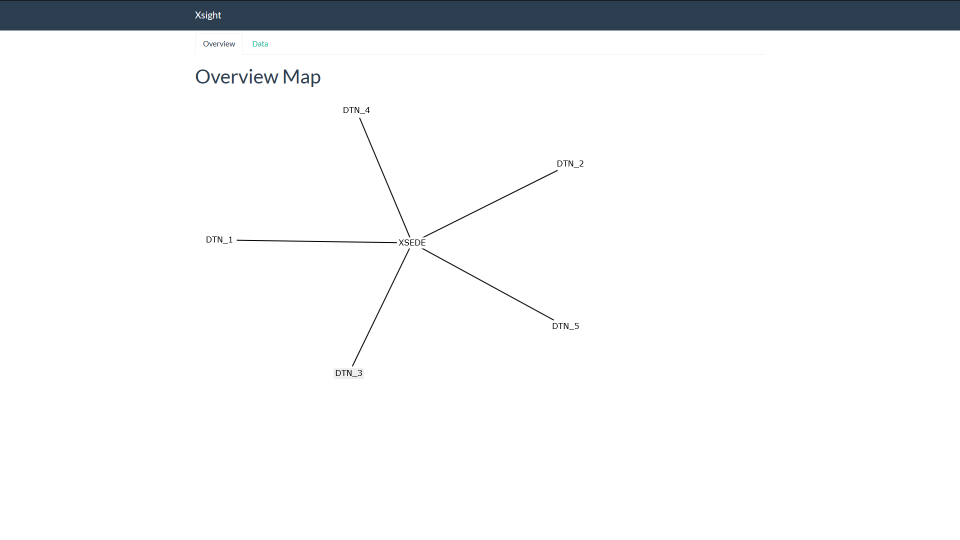 Xsight
Overview Data
Overview Map
DTN_4
DTN_2
DTN_1
XSEDE
DTN_5
DTN_3